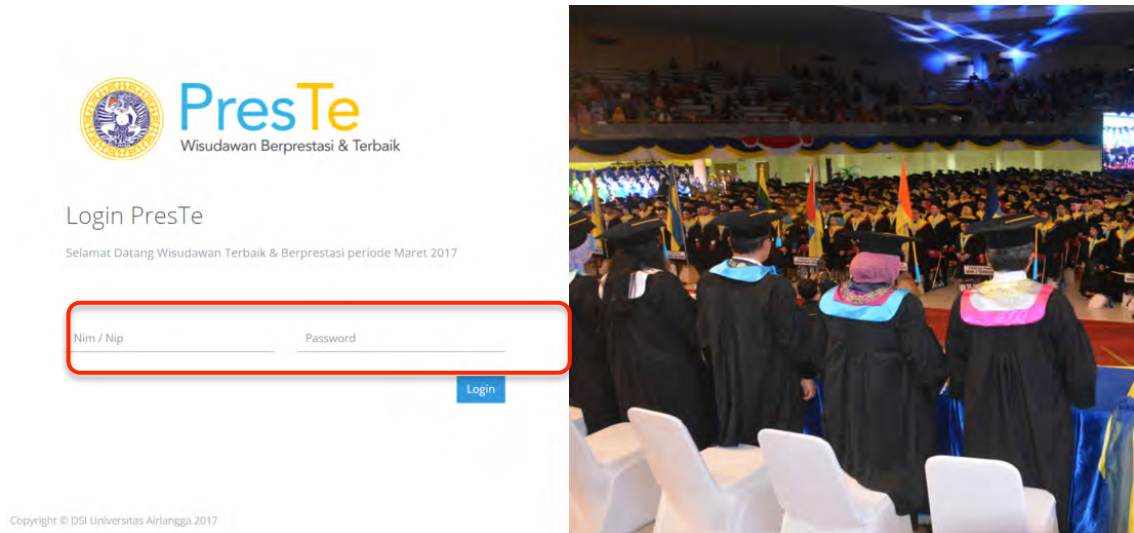 PresTe
Wisudawan Berprestasi & Terbaik
Login PresTe
Selamat Datang Wisudawan Terbaik & Berprestasi periode Maret 2017
Nim / Nip Password
Login
Copyright © DSI Universitas Airlangga 2017